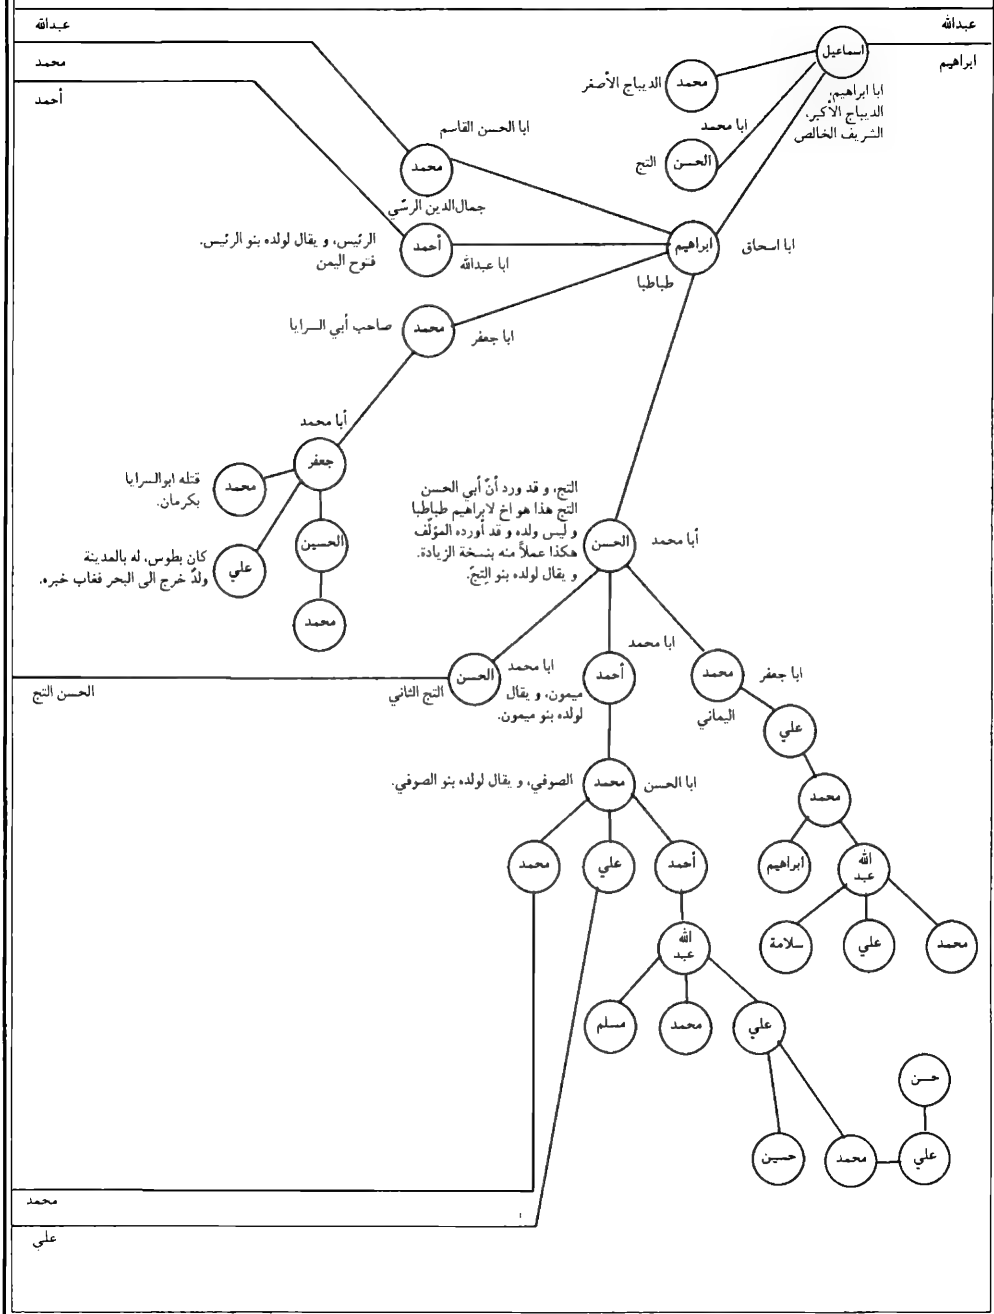 عبدالله
عبدالله
ابراهيم
محمد
أحمد
اسماعيل
ابا ابراهيم،
الديباج الأكبر،
الشريف الخالص
محمد
الديباج الأصغر
ابا محمد
الحسن
التج
ابا الحسن القاسم
محمد
جمال‌الدين الرسّي
ابا اسحاق
ابراهيم
طباطبا
أحمد
الرئيس، و يقال لولده بنو الرئيس.
فتوح اليمن
ابا عبدالله
محمد
صاحب أبي السرايا
ابا جعفر
أبا محمد
جعفر
محمد
قتله ابوالسرايا
بكرمان.
الحسين
علي
كان بطوس، له بالمدينة
ولدٌ خرج الى البحر فغاب خبره.
محمد
التج، و قد ورد أنّ أبي الحسن
التج هذا هو اخ لابراهيم طباطبا
و ليس ولده و قد أورده المؤلّف
هكذا عملاً منه بنسخة الزيادة.
و يقال لولده بنو التِجّ.
الحسن
أبا محمد
ابا محمد
ابا جعفر
محمد
اليماني
أحمد
ميمون، و يقال
لولده بنو ميمون.
ابا محمد
الحسن
التج الثاني
الحسن التج
علي
محمد
ابا الحسن
محمد
الصوفي، و يقال لولده بنو الصوفي.
ابراهيم
عبد الله
أحمد
علي
محمد
محمد
علي
سلامة
عبد الله
علي
محمد
مسلم
حسن
علي
محمد
حسين
محمد
علي